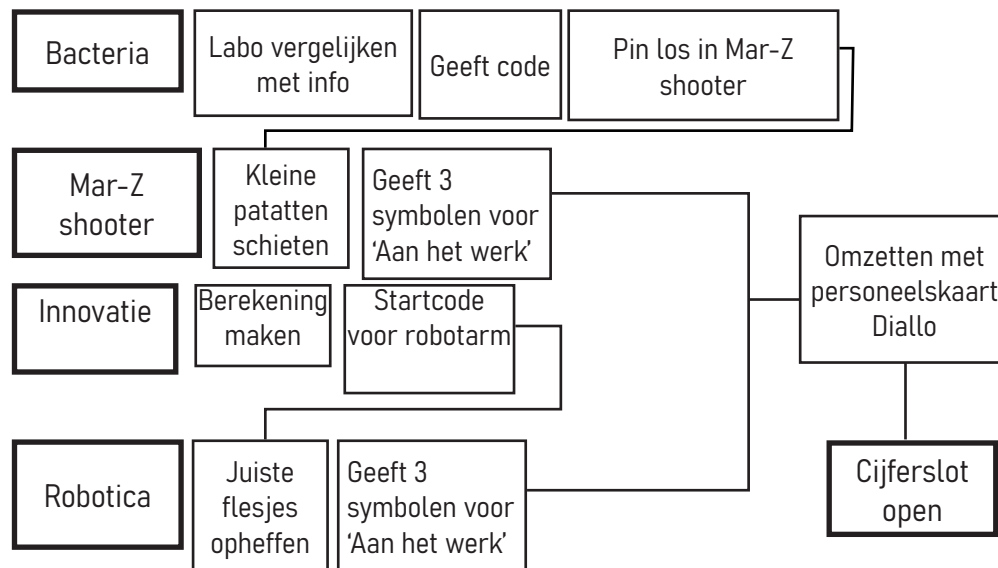 Bacteria
Labo vergelijken
met info
Geeft code
Pin los in Mar-Z
shooter
Mar-Z
shooter
Kleine
patatten
schieten
Geeft 3
symbolen voor
‘Aan het werk’
Innovatie
Berekening
maken
Startcode
voor robotarm
Omzetten met
personeelskaart
Diallo
Robotica
Juiste
flesjes
opheffen
Geeft 3
symbolen voor
‘Aan het werk’
Cijferslot
open